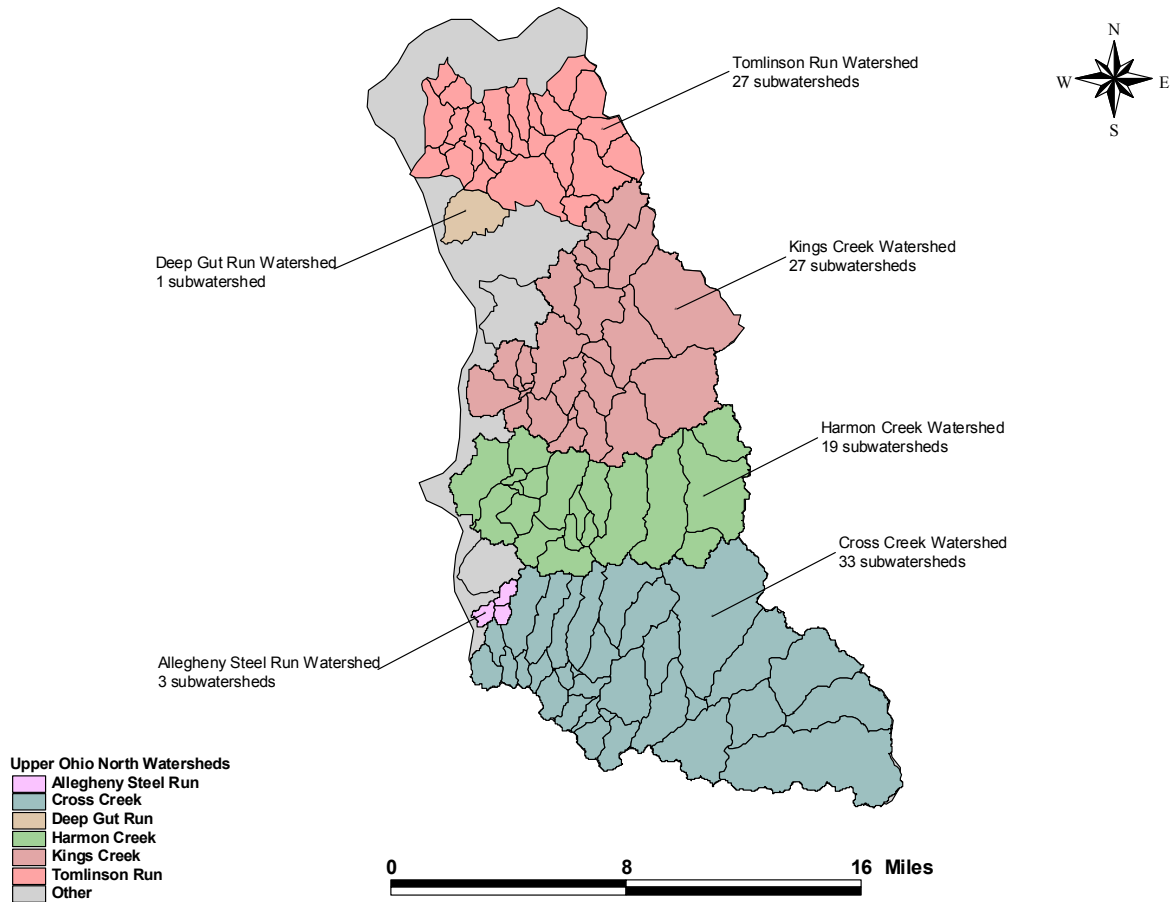 N
W E
S
Tomlinson Run Watershed
27 subwatersheds
Kings Creek Watershed
27 subwatersheds
Deep Gut Run Watershed
1 subwatershed
Harmon Creek Watershed
19 subwatersheds
Cross Creek Watershed
33 subwatersheds
Allegheny Steel Run Watershed
3 subwatersheds
Upper Ohio North Watersheds
Allegheny Steel Run
Cross Creek
Deep Gut Run
Harmon Creek
Kings Creek
Tomlinson Run
Other
0 8 16 Miles